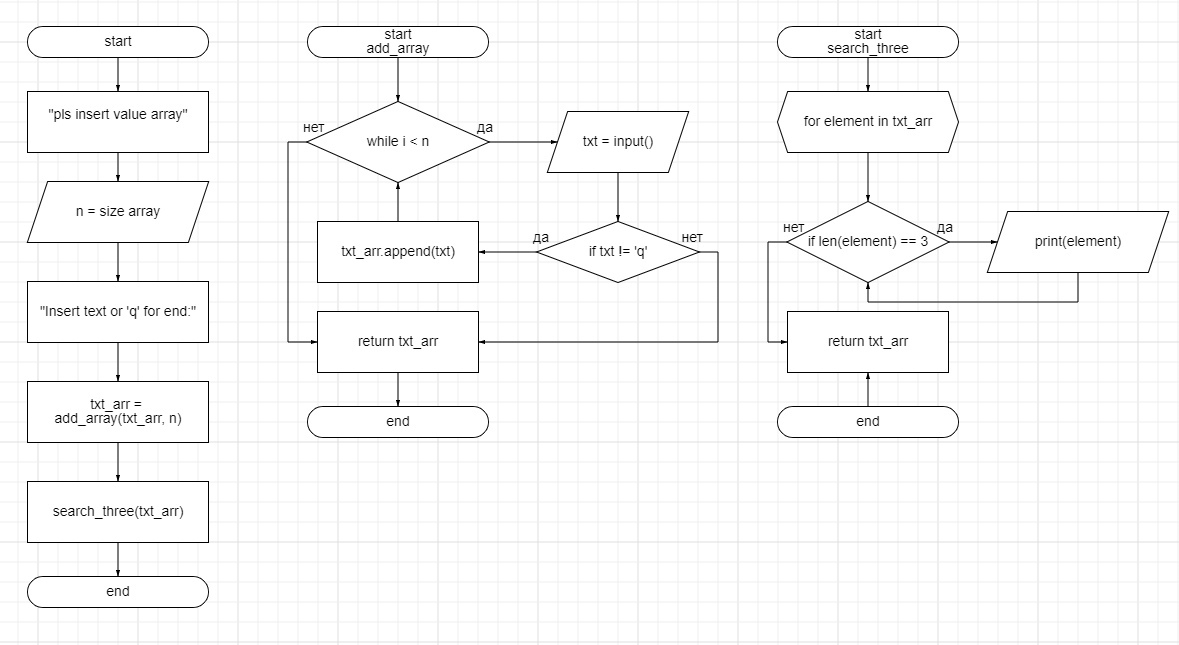 start
"pls insert value array"
n = size array
"Insert text or 'q' for end:"
txt_arr =
add_array(txt_arr, n)
search_three(txt_arr)
end
start
add_array
нет
while i < n
да
txt = input()
txt_arr.append(txt)
да
if txt != 'q'
нет
return txt_arr
end
start
search_three
for element in txt_arr
нет
if len(element) == 3
да
print(element)
return txt_arr
end